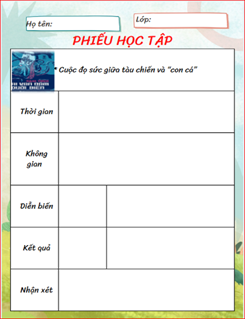 Họ tên:
Lớp:
PHIẾU HỌC TẬP
* Cuộc đọ sức giữa tàu chiến và "con cá"
Thời gian
Không
gian
Diễn biến
Kết quả
Nhận xét